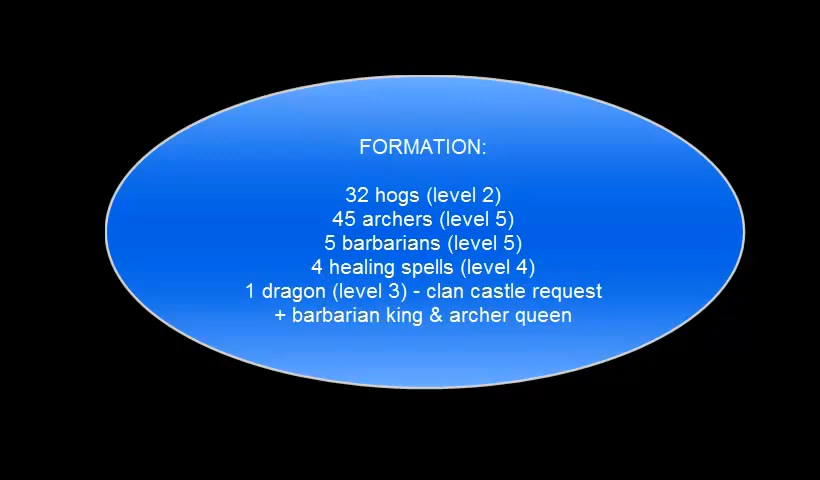 FORMATION:
32 hogs (level 2)
45 archers (level 5)
5 barbarians (level 5)
4 healing spells (level 4)
1 dragon (level 3) - clan castle request
+ barbarian king & archer queen